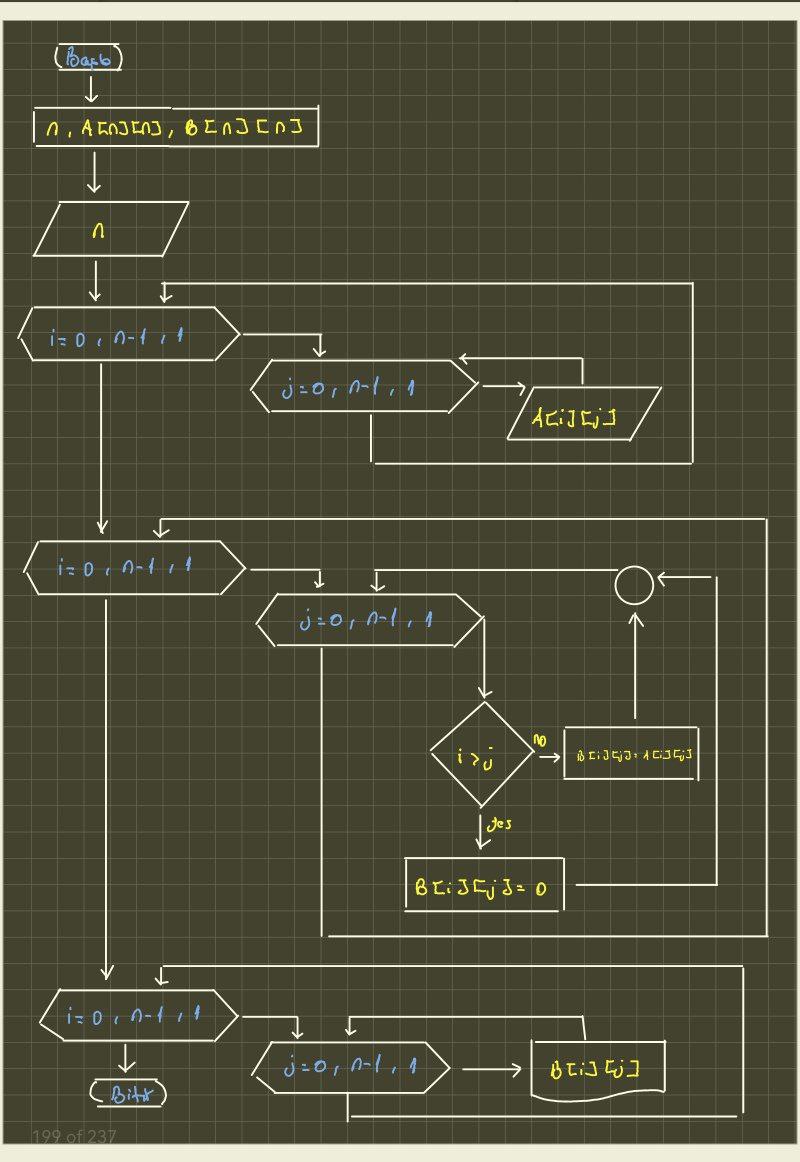 Başla
n, A[n][n], B[n][n]
n
i=0, n-1, 1
j=0, n-1, 1
A[i][j]
i=0, n-1, 1
j=0, n-1, 1
i>j
no
B[i][j]=A[i][j]
yes
B[i][j]=0
i=0, n-1, 1
j=0, n-1, 1
B[i][j]
Bitir
199 of 237